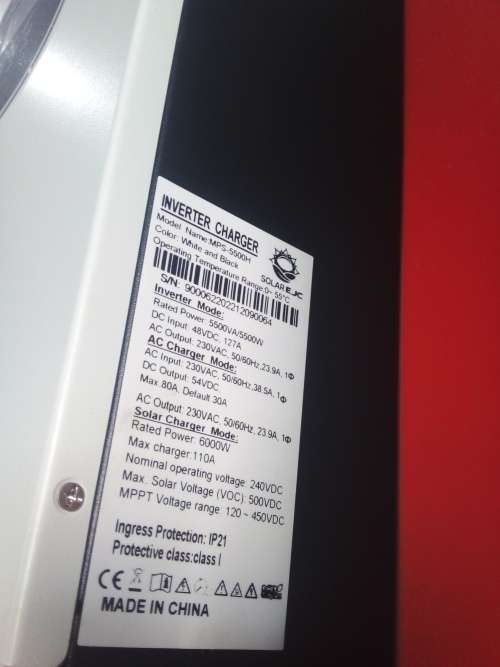 INVERTER CHARGER
Model Name:MPS-5500H
Color: White and Black
Operating Temperature Range:0~ 55°C
SOLAR EJC
S/N: 900062202212090064
Inverter Mode:
Rated Power: 5500VA/5500W
DC Input: 48VDC, 127A
AC Output: 230VAC, 50/60Hz,23.9A, 1Φ
AC Charger Mode:
AC Input: 230VAC, 50/60Hz,38.5A, 1ф
DC Output: 54VDC
Max.80A, Default 30A
AC Output: 230VAC, 50/60Hz, 23.9A, 1Φ
Solar Charger Mode:
Rated Power: 6000W
Max charger:110A
Nominal operating voltage: 240VDC
Max. Solar Voltage (VOC): 500VDC
MPPT Voltage range: 120 ~ 450VDC
Ingress Protection: IP21
Protective class:class I
CE
MADE IN CHINA